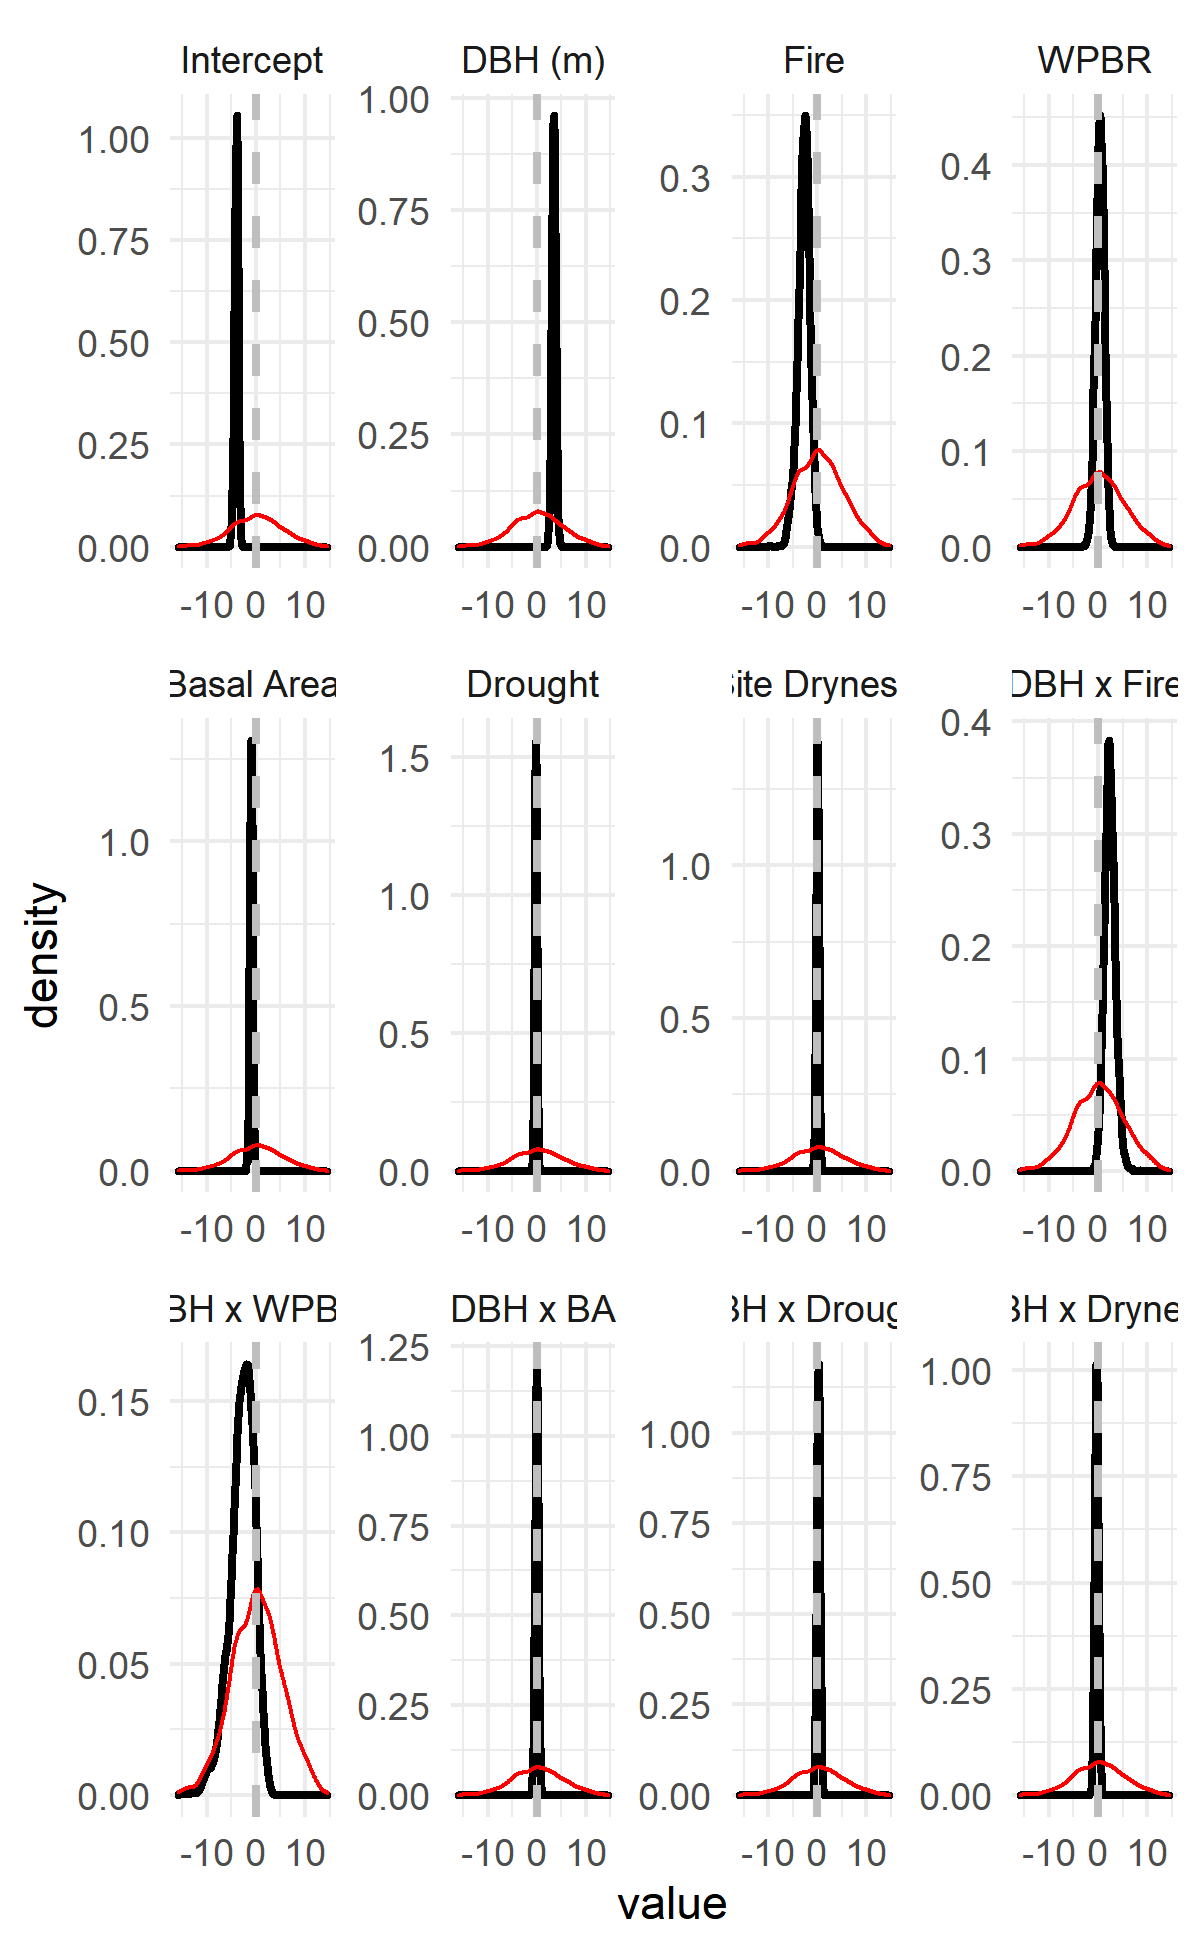 Intercept DBH (m) Fire WPBR
1.00 1.00 0.3 0.4
0.75 0.75 0.2 0.3
0.50 0.50 0.1 0.2
0.25 0.25 0.0 0.1
0.00 0.00 0.0
-10 0 10 -10 0 10 -10 0 10 -10 0 10
Basal Area Drought ite Drynes DBH x Fire
1.0 1.5 1.0 0.4
0.5 1.0 0.5 0.3
0.0 0.5 0.0 0.2
0.0 0.1
0.0
-10 0 10 -10 0 10 -10 0 10 -10 0 10
density
BH x WPB DBH x BA BH x Droug BH x Dryne
0.15 1.25 1.00 1.00
0.10 1.00 0.75 0.75
0.05 0.75 0.50 0.50
0.00 0.50 0.25 0.25
0.25 0.00 0.00
0.00
-10 0 10 -10 0 10 -10 0 10 -10 0 10
value